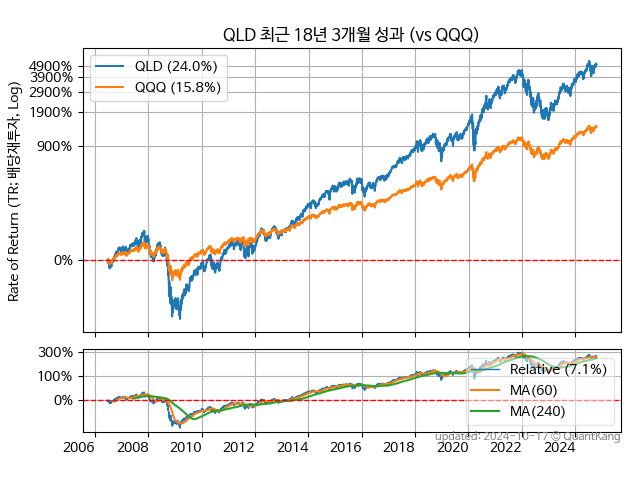 QLD 최근 18년 3개월 성과 (vs QQQ)
Rate of Return (TR; 배당재투자, Log)
4900%
3900%
2900%
1900%
900%
0%
QLD (24.0%)
QQQ (15.8%)
300%
100%
0%
Relative (7.1%)
MA(60)
MA(240)
2006 2008 2010 2012 2014 2016 2018 2020 2022 2024
updated: 2024-10-17 © QuantKang